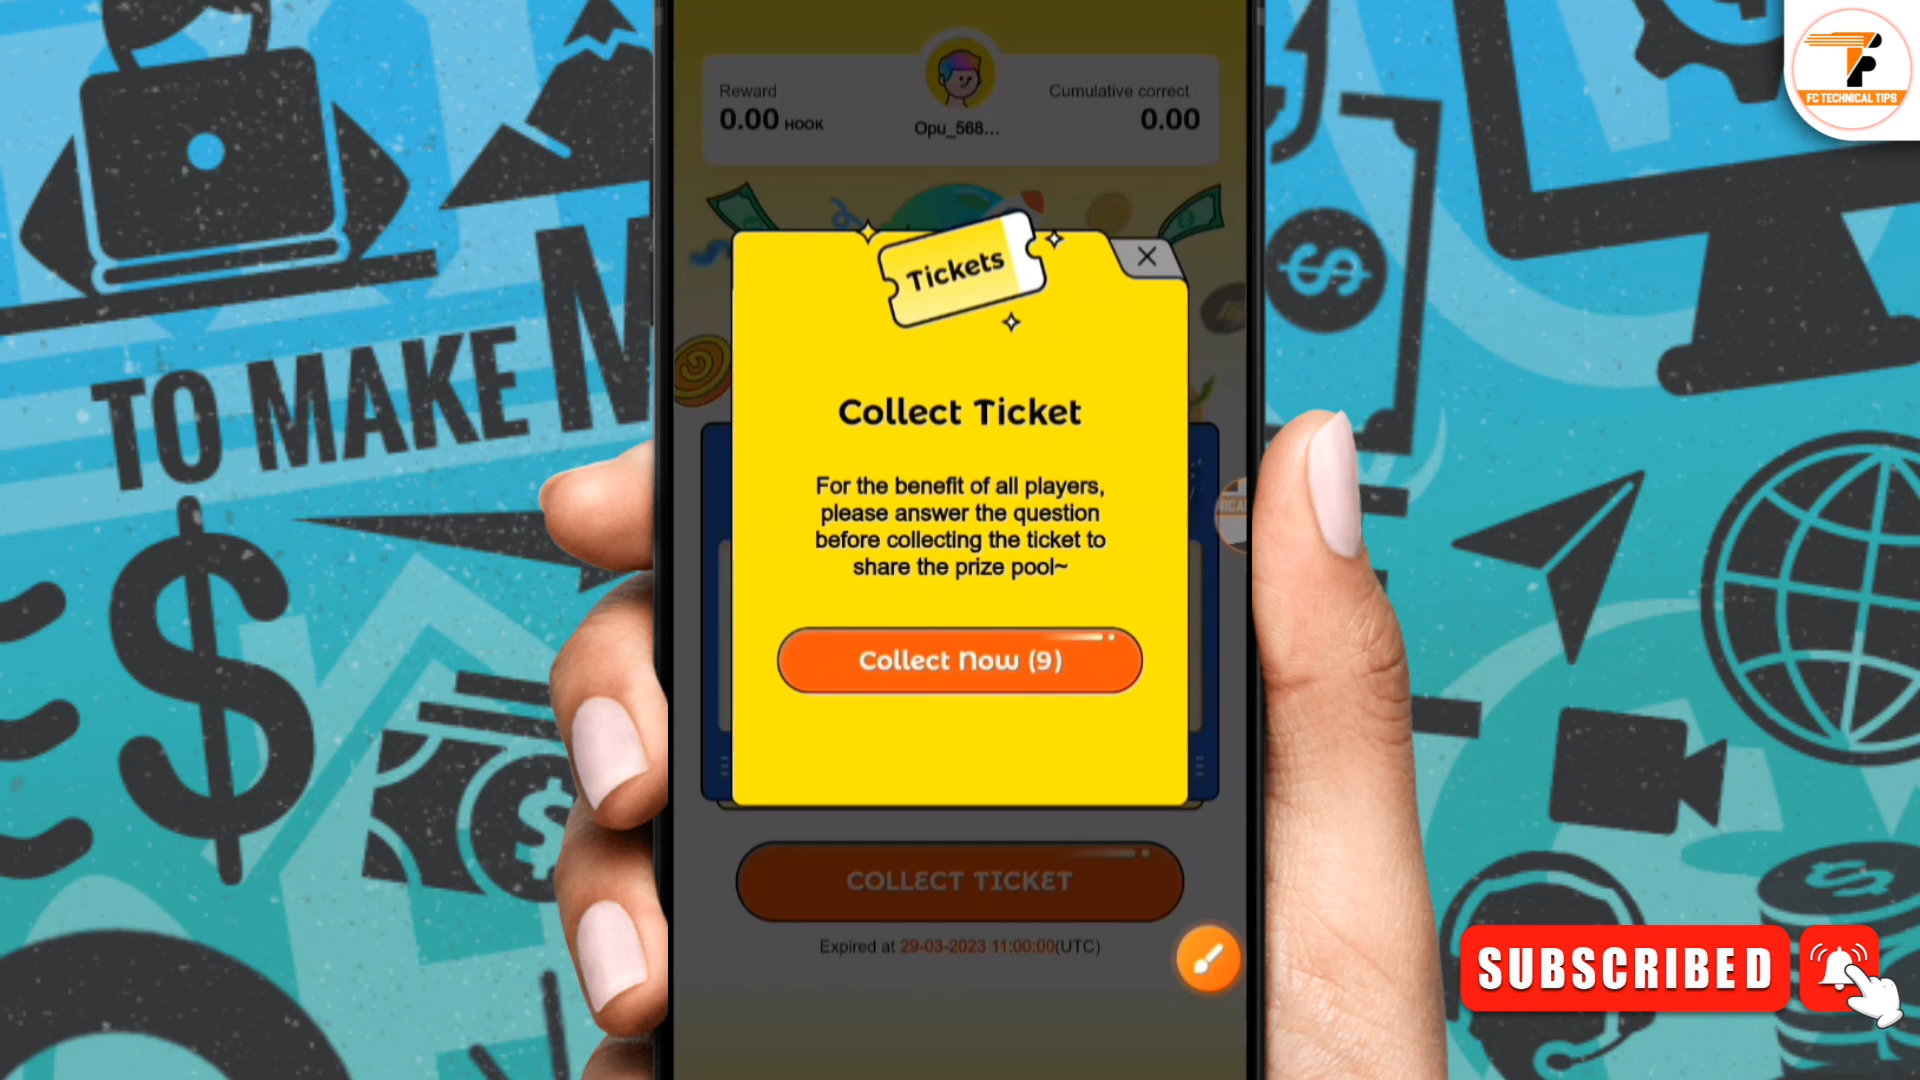 FC TECHNICAL TIPS
Reward
Cumulative correct
0.00 HOOK
Opu_568...
0.00
Tickets
TO MAKE M
Collect Ticket
For the benefit of all players,
please answer the question
before collecting the ticket to
share the prize pool~
Collect Now (9)
COLLECT TICKET
Expired at 29-03-2023 11:00:00(UTC)
SUBSCRIBED